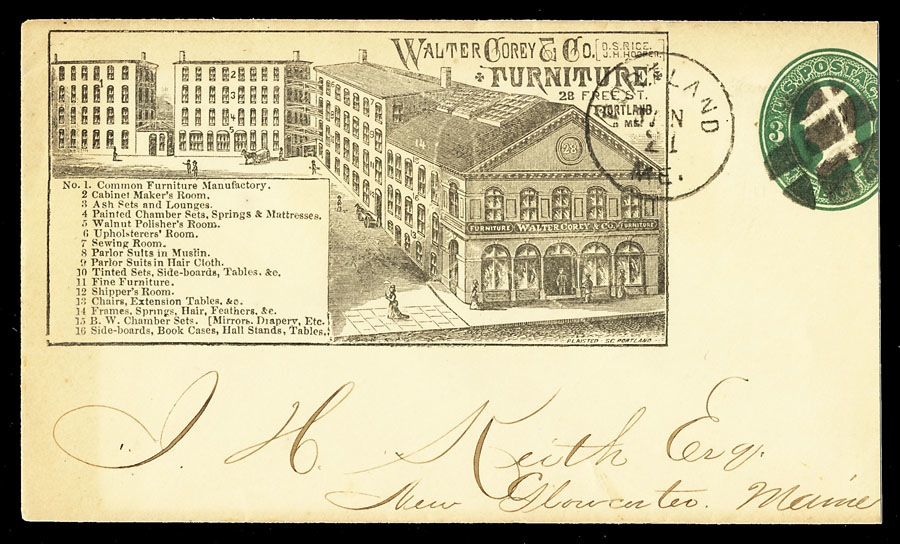 WALTER COREY & CO. [D.S. RICE.
J.H. HOOPER.
FURNITURE.
28 FREE ST.
PORTLAND,
ME.
No. 1. Common Furniture Manufactory.
2 Cabinet Maker's Room.
3 Ash Sets and Lounges.
4 Painted Chamber Sets, Springs & Mattresses.
5 Walnut Polisher's Room.
6 Upholsterers' Room.
7 Sewing Room.
8 Parlor Suits in Muslin.
9 Parlor Suits in Hair Cloth.
10 Tinted Sets, Side-boards, Tables, &c.
11 Fine Furniture.
12 Shipper's Room.
13 Chairs, Extension Tables, &c.
14 Frames, Springs, Hair, Feathers, &c.
15 B. W. Chamber Sets. [Mirrors, Drapery, Etc.
16 Side-boards, Book Cases, Hall Stands, Tables,
28
FURNITURE WALTER COREY & CO. FURNITURE
PLAISTED SC. PORTLAND
LAND
N
21
ME.
U.S. POSTAG
3
J. H. Keith Esq.
New Gloucester. Maine